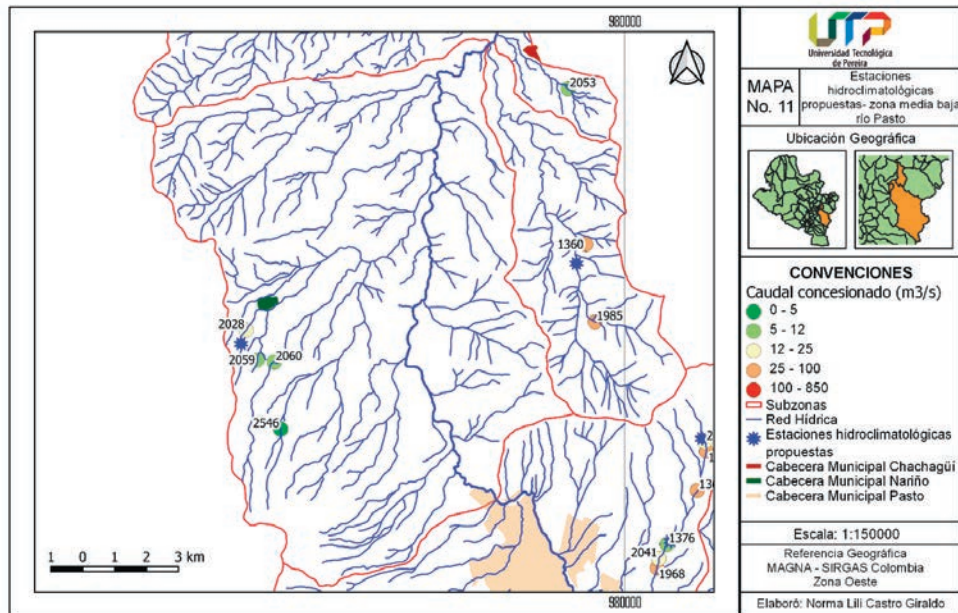 980000
2053
1360
1985
2028
2059
2060
2546
1376
2041
1968
1 0 1 2 3 km
980000
UTP
Universidad Tecnológica
de Pereira
MAPA
No. 11
Estaciones
hidroclimatológicas
propuestas- zona media baja
río Pasto
Ubicación Geográfica
CONVENCIONES
Caudal concesionado (m3/s)
0 - 5
5 - 12
12 - 25
25 - 100
100 - 850
Subzonas
Red Hídrica
Estaciones hidroclimatológicas
propuestas
Cabecera Municipal Chachagüí
Cabecera Municipal Nariño
Cabecera Municipal Pasto
Escala: 1:150000
Referencia Geográfica
MAGNA - SIRGAS Colombia
Zona Oeste
Elaboró: Norma Lili Castro Giraldo